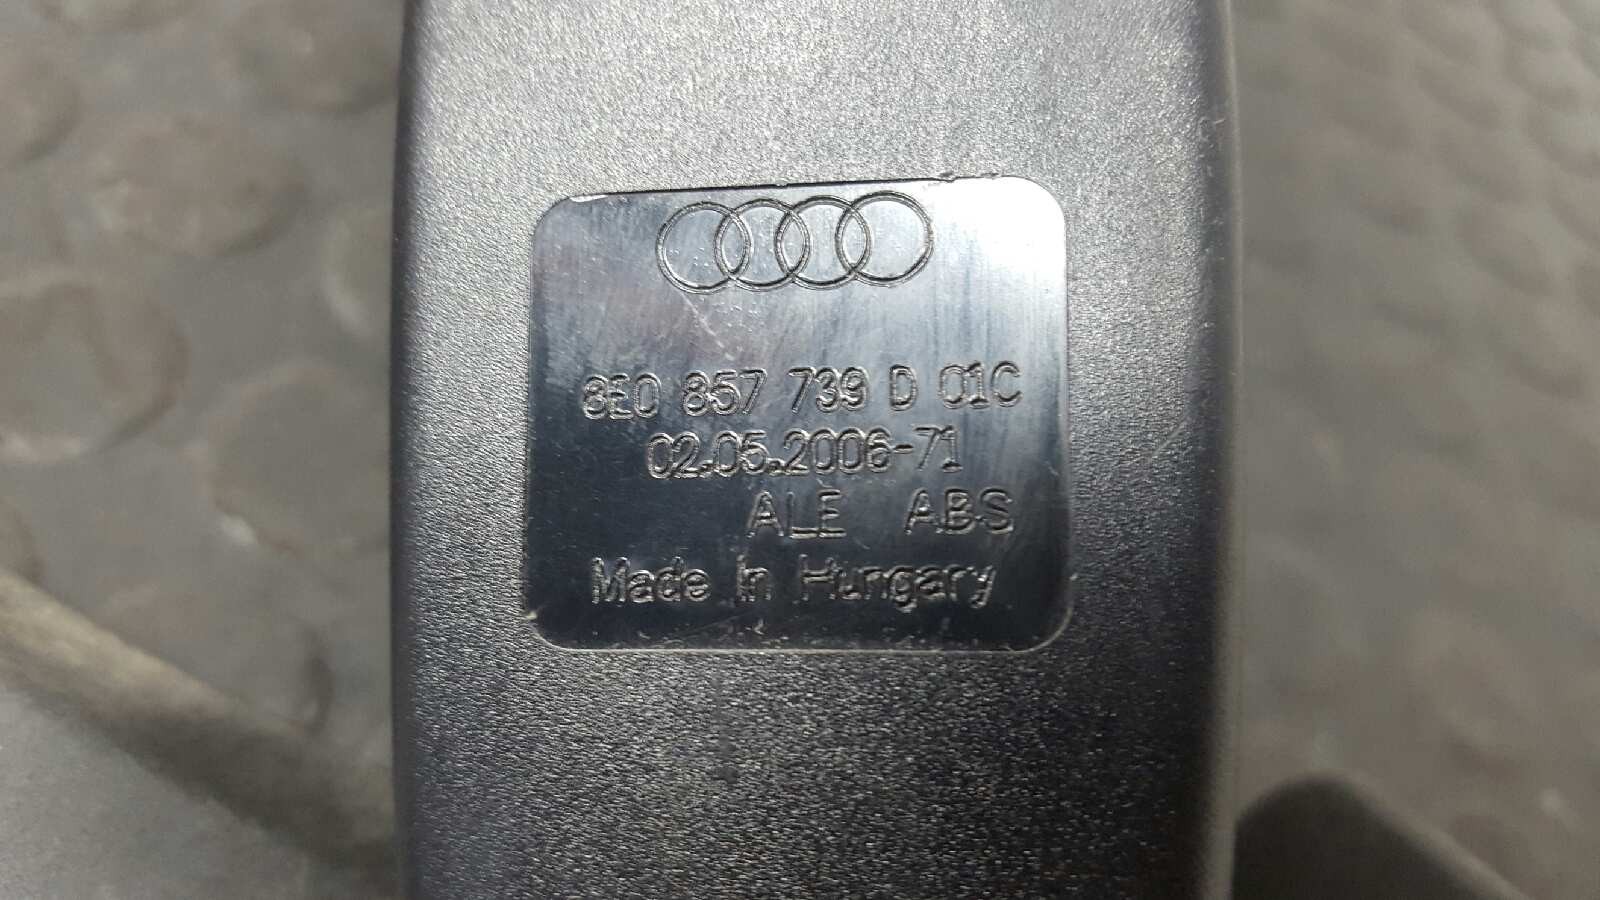 8E0 857 739 D 01C
02.05.2006-71
ALE ABS
Made In Hungary